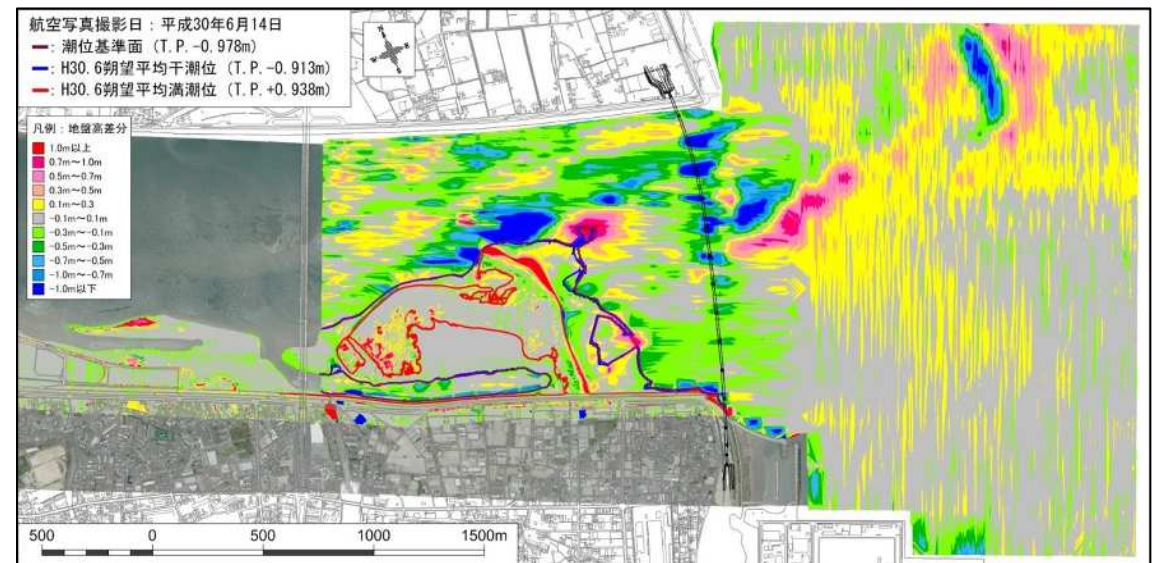 航空写真撮影日：平成30年6月14日
━：潮位基準面（T.P.-0.978m）
━：H30.6朔望平均干潮位（T.P.-0.913m）
━：H30.6朔望平均満潮位（T.P.+0.938m）
凡例：地盤高差分
1.0m以上
0.7m～1.0m
0.5m～0.7m
0.3m～0.5m
0.1m～0.3
-0.1m～0.1m
-0.3m～-0.1m
-0.5m～-0.3m
-0.7m～-0.5m
-1.0m～-0.7m
-1.0m以下
500 0 500 1000 1500m